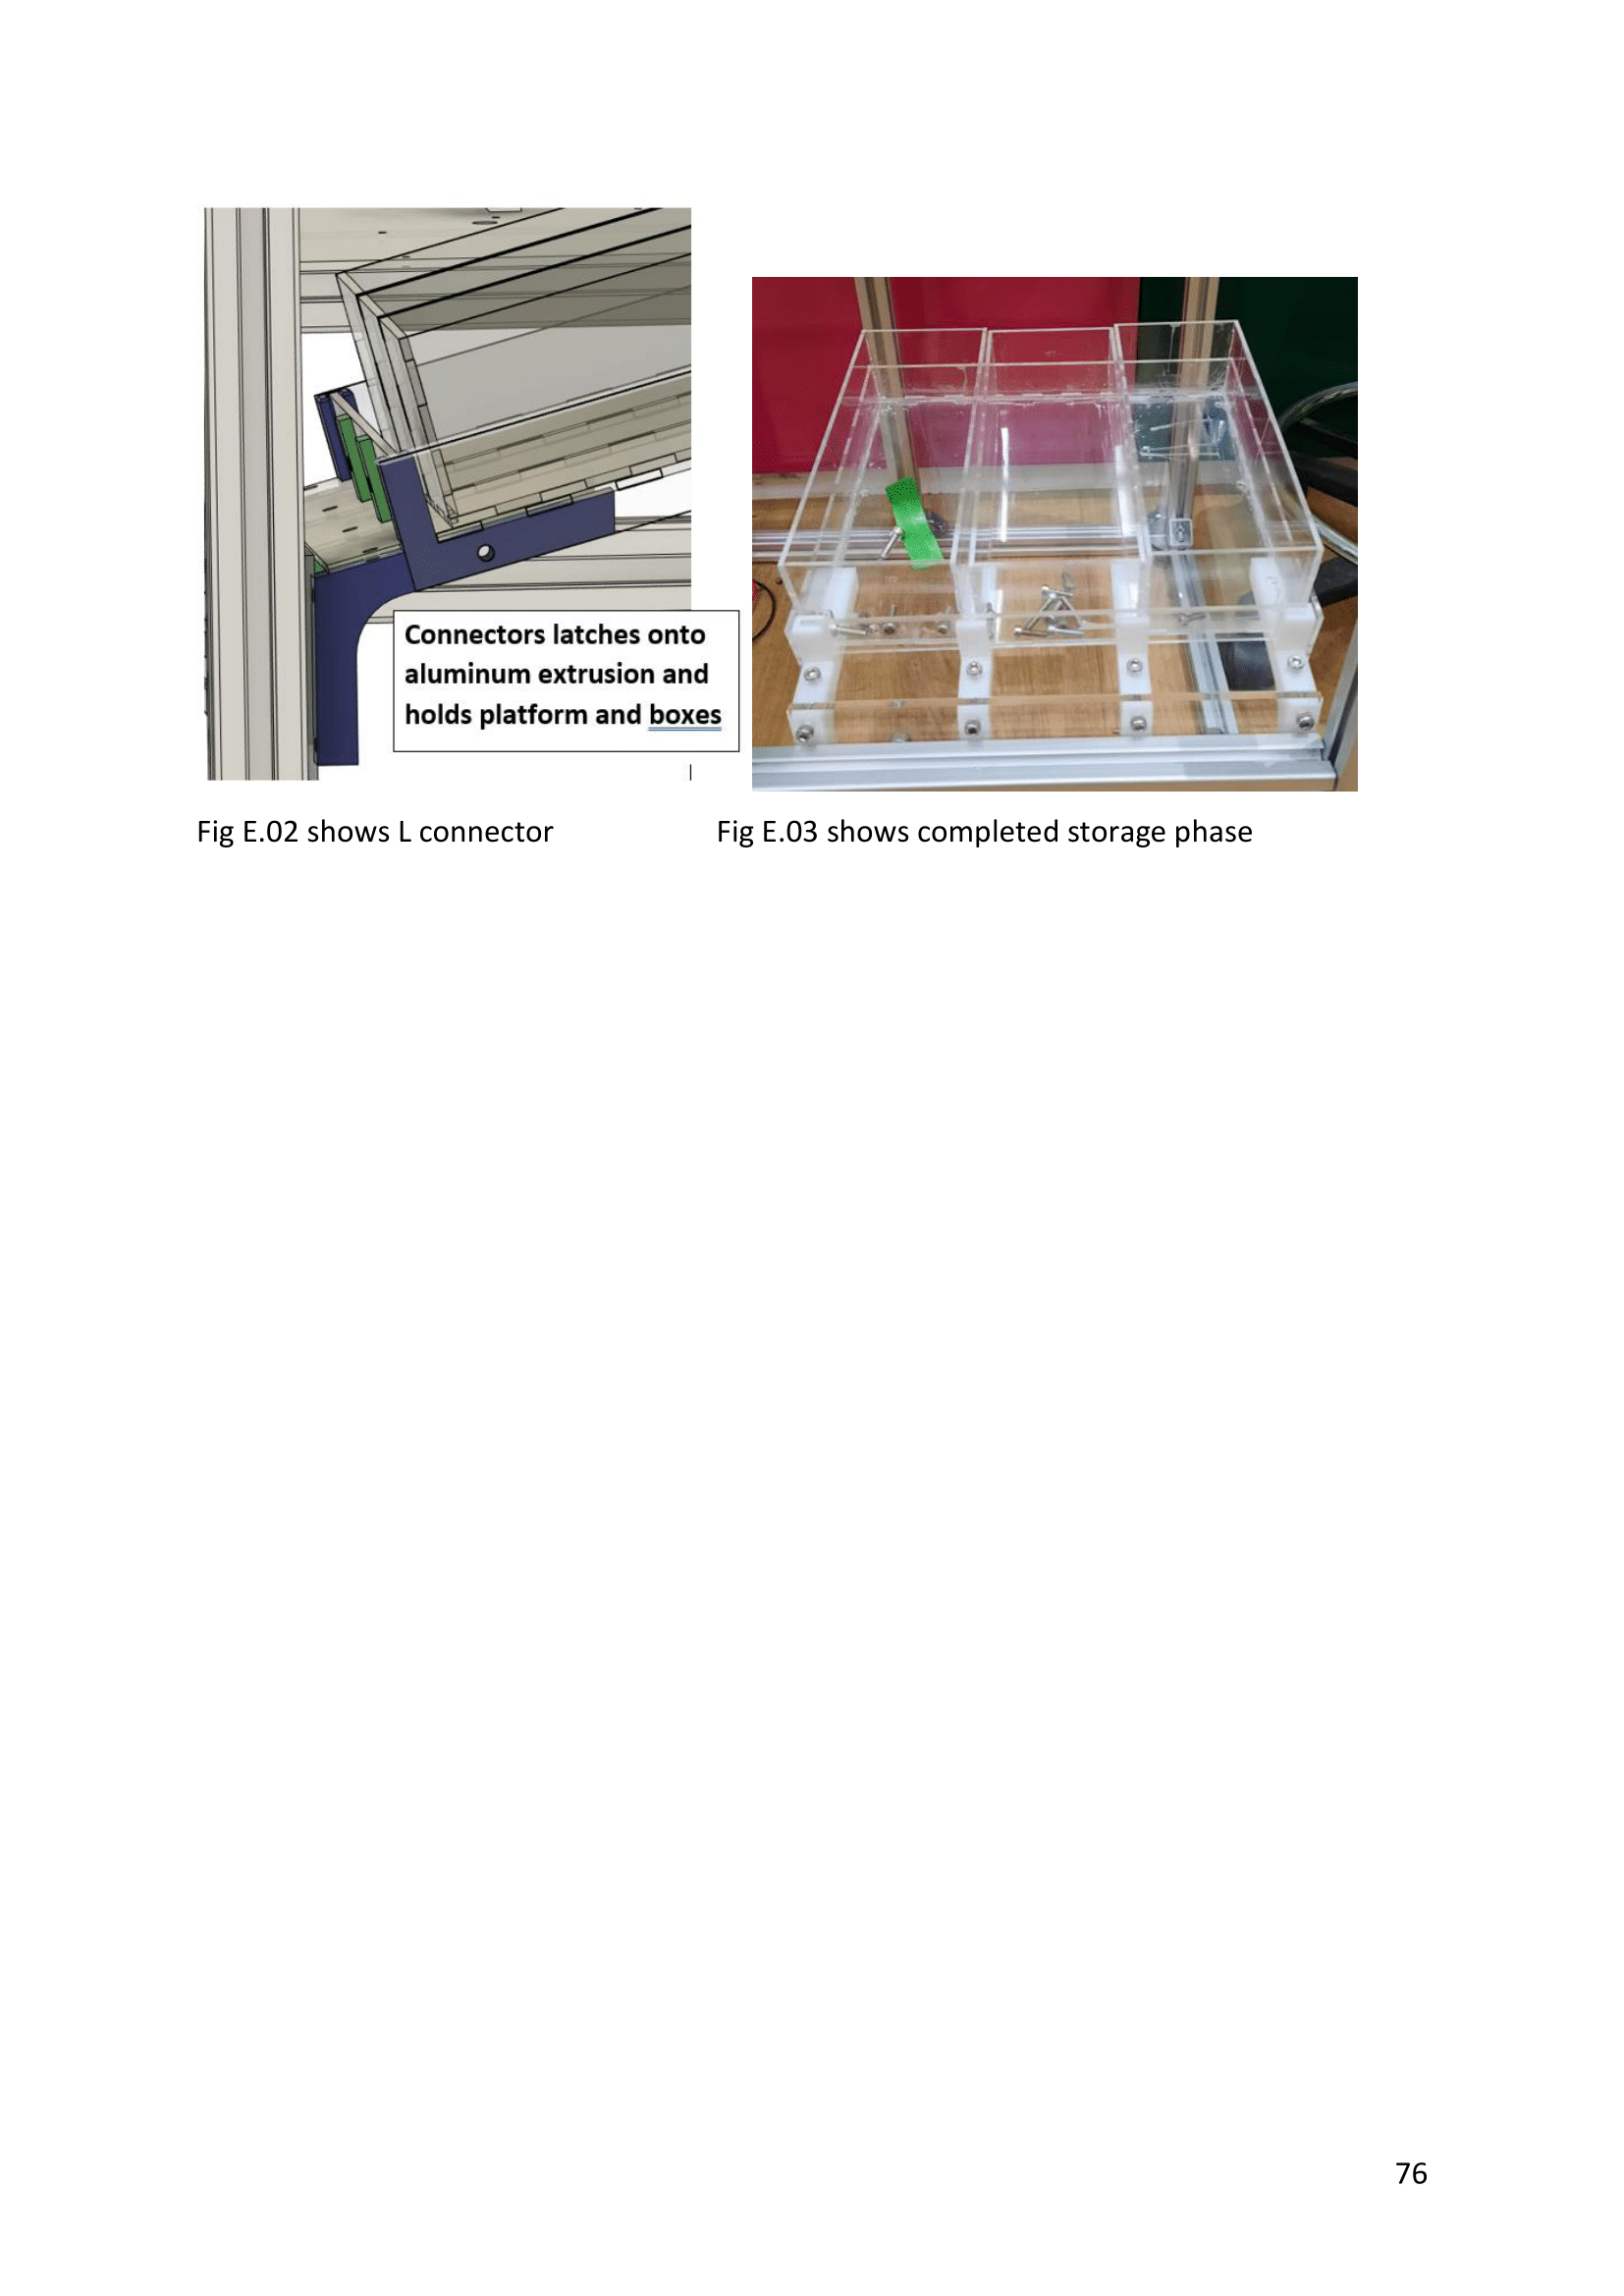 Connectors latches onto
aluminum extrusion and
holds platform and boxes
Fig E.02 shows L connector
Fig E.03 shows completed storage phase
76